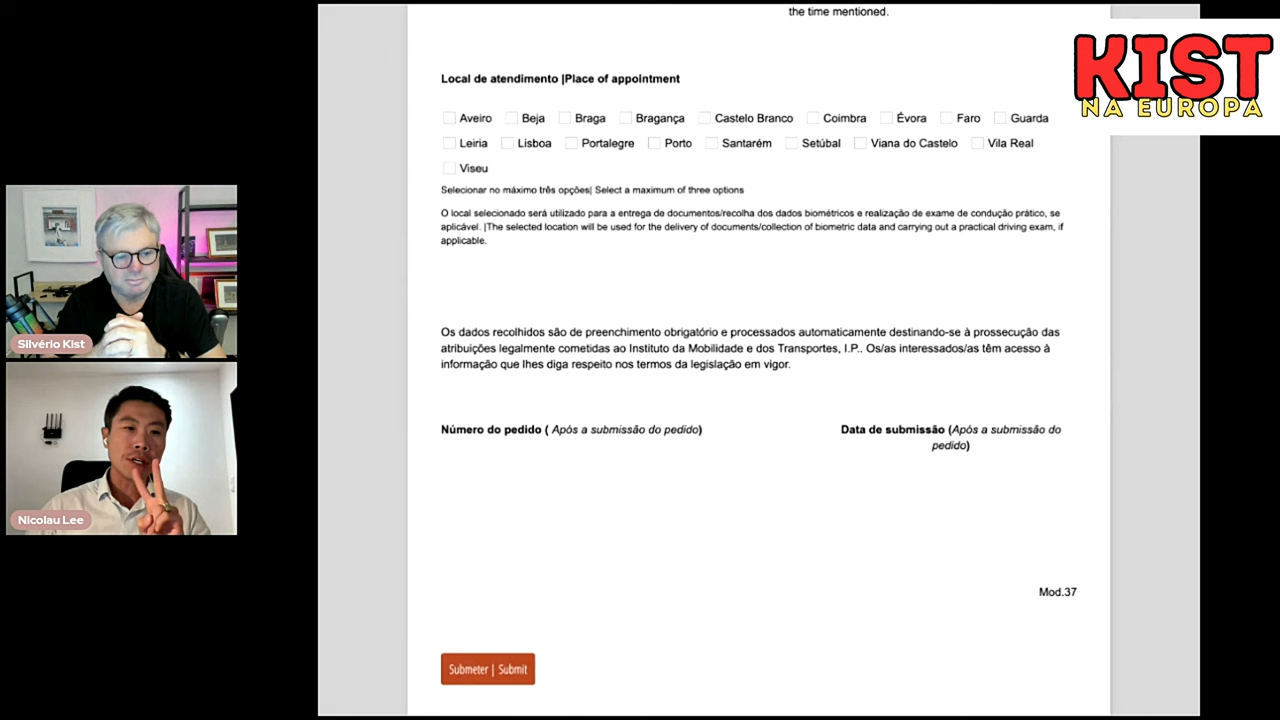 the time mentioned.
KIST
NA EUROPA
Local de atendimento |Place of appointment
Aveiro Beja Braga Bragança Castelo Branco Coimbra Évora Faro Guarda
Leiria Lisboa Portalegre Porto Santarém Setúbal Viana do Castelo Vila Real
Viseu
Selecionar no máximo três opções| Select a maximum of three options
O local selecionado será utilizado para a entrega de documentos/recolha dos dados biométricos e realização de exame de condução prático, se
aplicável. |The selected location will be used for the delivery of documents/collection of biometric data and carrying out a practical driving exam, if
applicable.
Silvério Kist
Os dados recolhidos são de preenchimento obrigatório e processados automaticamente destinando-se à prossecução das
atribuições legalmente cometidas ao Instituto da Mobilidade e dos Transportes, I.P.. Os/as interessados/as têm acesso à
informação que lhes diga respeito nos termos da legislação em vigor.
Número do pedido ( Após a submissão do pedido)
Data de submissão (Após a submissão do
pedido)
Nicolau Lee
Mod.37
Submeter | Submit